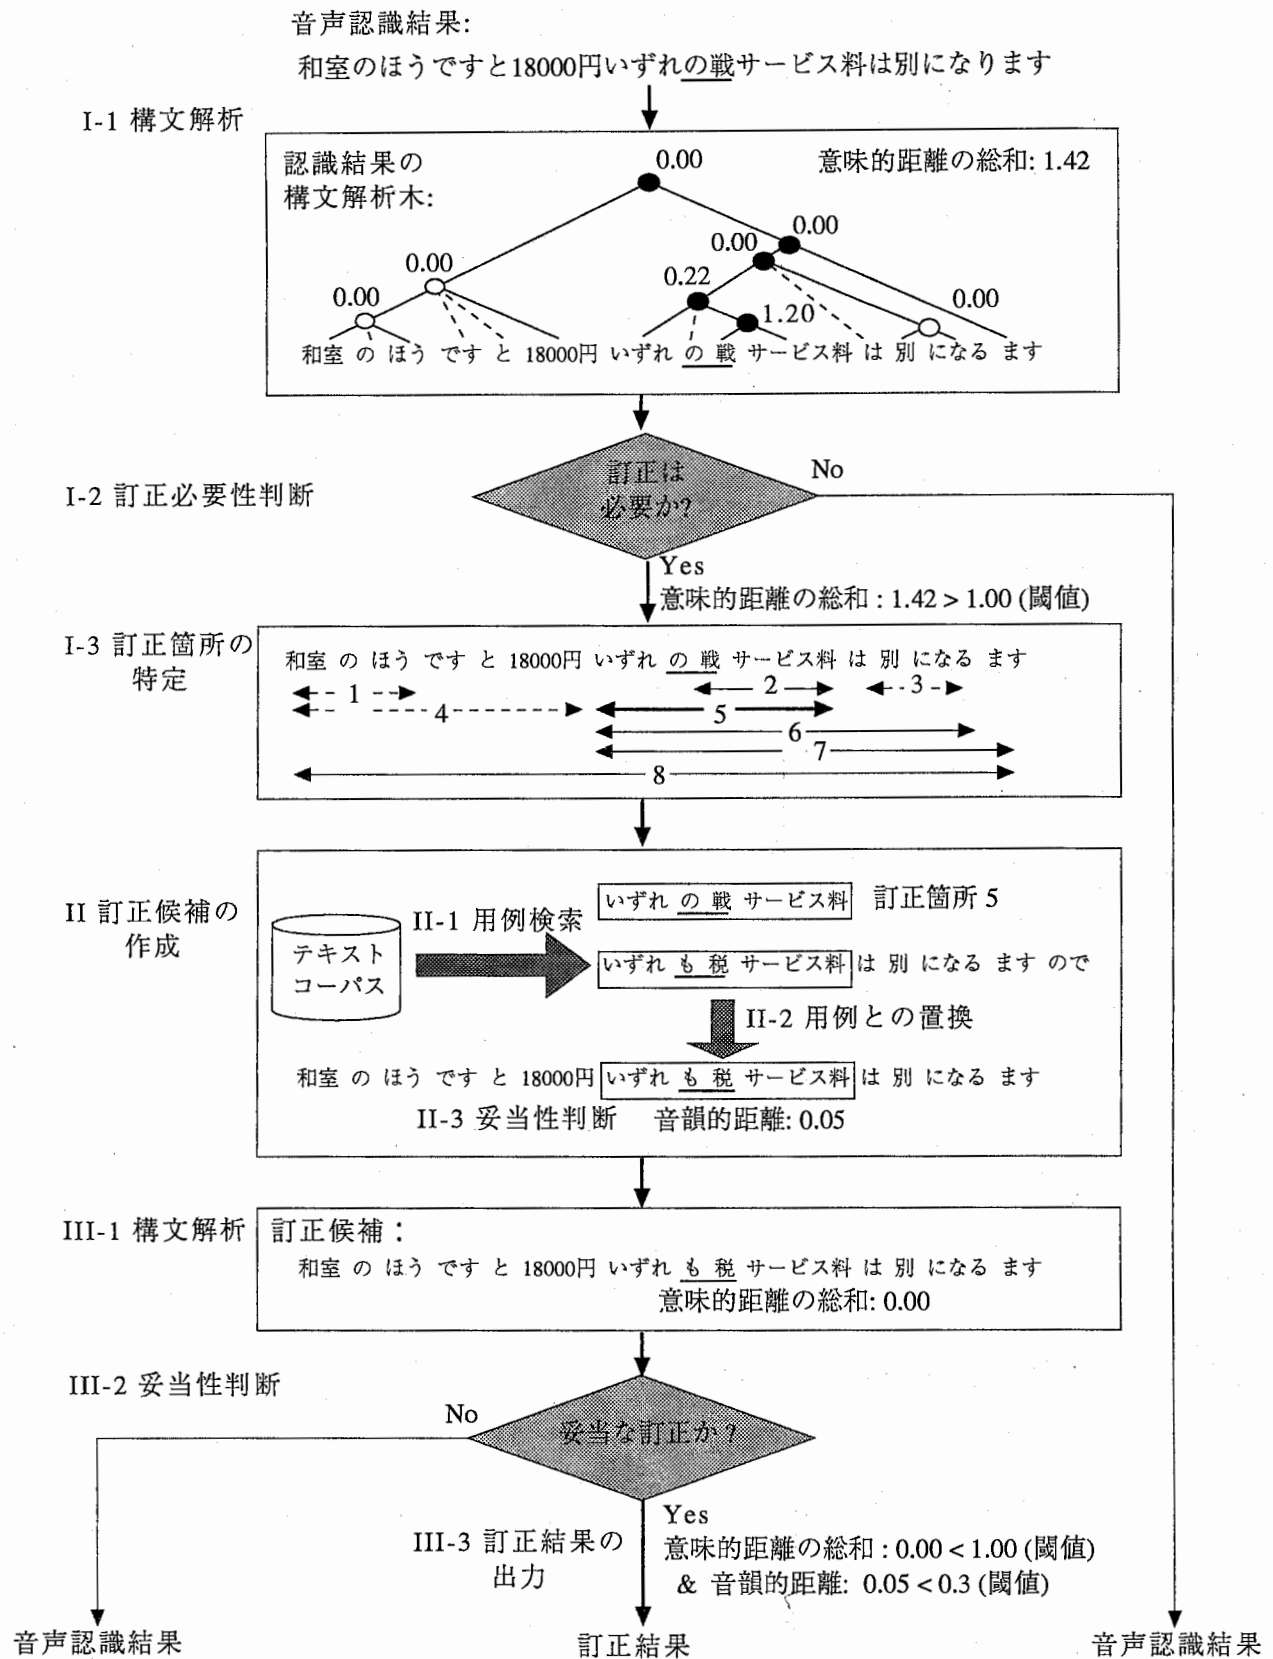 音声認識結果:
和室のほうですと18000円いずれの戦サービス料は別になります
I-1 構文解析
認識結果の
構文解析木:
意味的距離の総和: 1.42
0.00
0.00
0.00
0.00
0.22
0.00
1.20
0.00
和室 の ほう です と 18000円 いずれ の 戦 サービス料 は 別 になる ます
I-2 訂正必要性判断
訂正は
必要か?
No
Yes
意味的距離の総和 : 1.42 > 1.00 (閾値)
I-3 訂正箇所の
特定
和室 の ほう です と 18000円 いずれ の 戦 サービス料 は 別 になる ます
1
2
3
4
5
6
7
8
II 訂正候補の
作成
テキスト
コーパス
II-1 用例検索
いずれ の 戦 サービス料
訂正箇所 5
いずれ も 税 サービス料 は 別 になる ます ので
II-2 用例との置換
和室 の ほう です と 18000円 いずれ も 税 サービス料 は 別 になる ます
II-3 妥当性判断 音韻的距離: 0.05
III-1 構文解析
訂正候補：
和室 の ほう です と 18000円 いずれ も 税 サービス料 は 別 になる ます
意味的距離の総和: 0.00
III-2 妥当性判断
妥当な訂正か？
No
Yes
III-3 訂正結果の
出力
意味的距離の総和 : 0.00 < 1.00 (閾値)
& 音韻的距離: 0.05 < 0.3 (閾値)
音声認識結果
訂正結果
音声認識結果